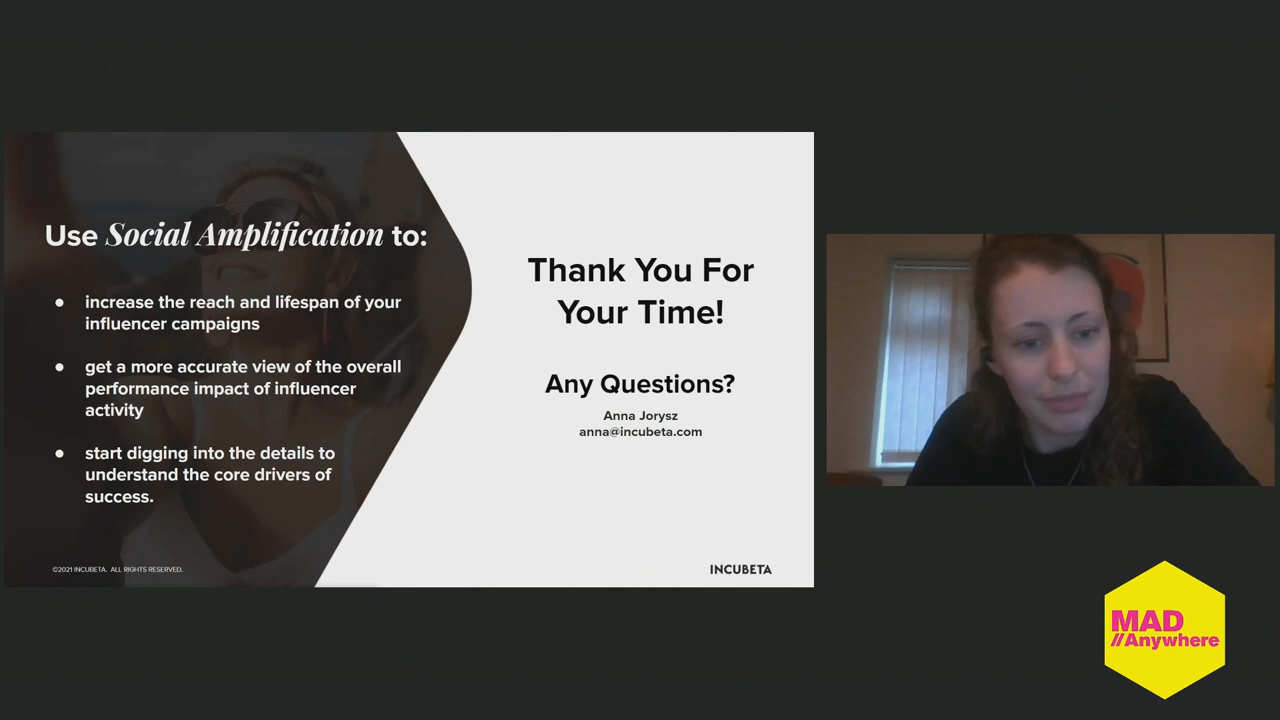 Use Social Amplification to:
● increase the reach and lifespan of your
influencer campaigns
● get a more accurate view of the overall
performance impact of influencer
activity
● start digging into the details to
understand the core drivers of
success.
©2021 INCUBETA. ALL RIGHTS RESERVED.
Thank You For
Your Time!
Any Questions?
Anna Jorysz
anna@incubeta.com
INCUBETA
MAD
//Anywhere